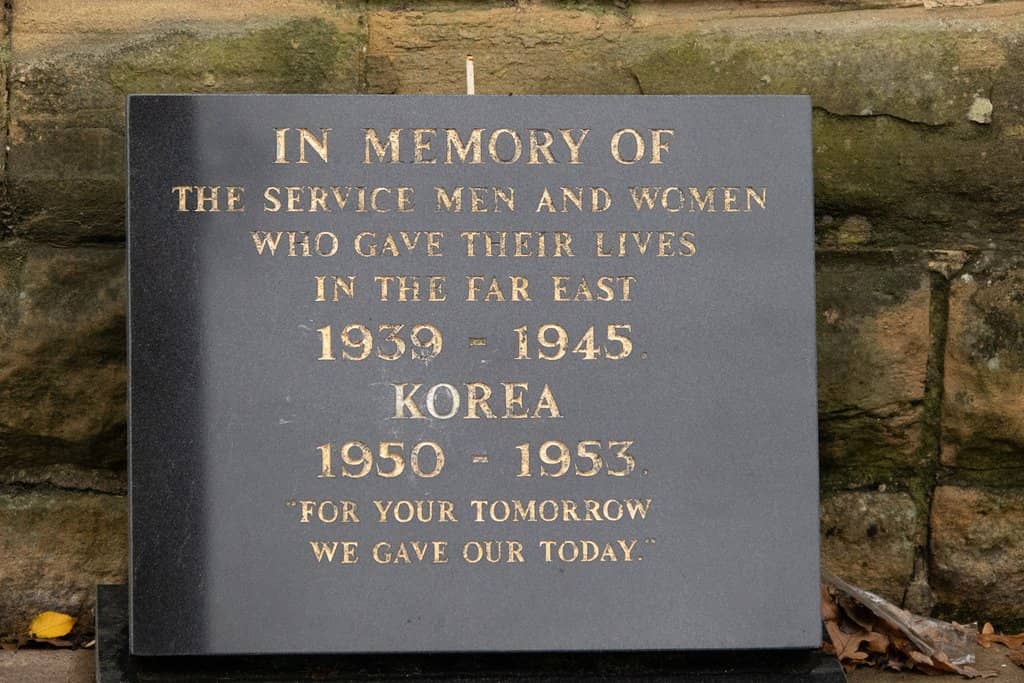 IN MEMORY OF
THE SERVICE MEN AND WOMEN
WHO GAVE THEIR LIVES
IN THE FAR EAST
1939 - 1945.
KOREA
1950 - 1953.
"FOR YOUR TOMORROW
WE GAVE OUR TODAY."